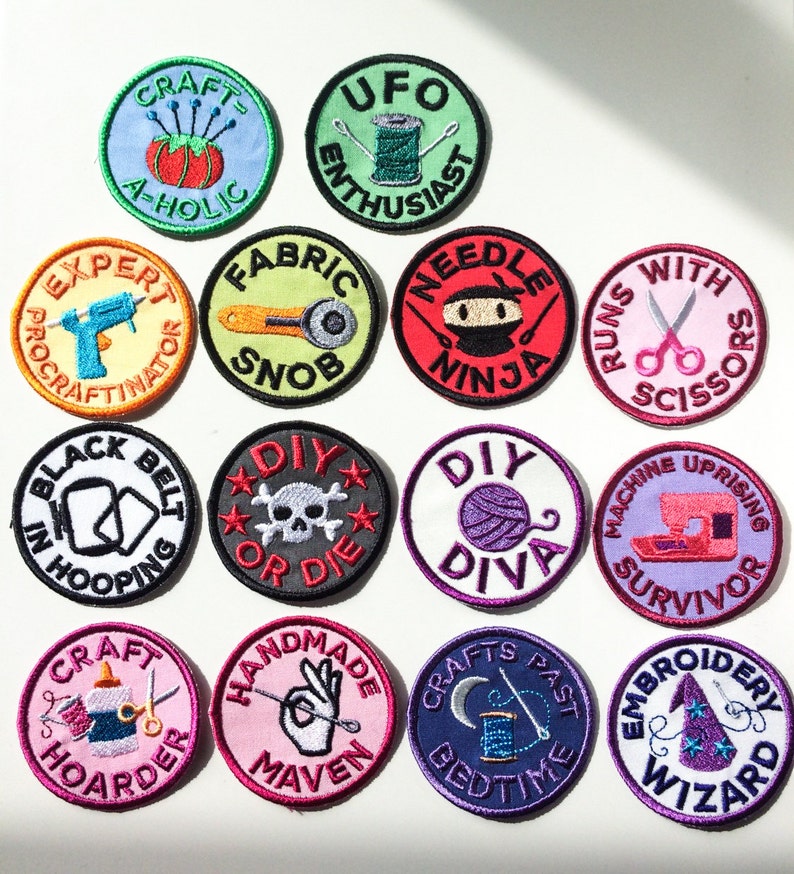 CRAFT-
A-HOLIC
UFO
ENTHUSIAST
EXPERT
PROCRAFTINATOR
FABRIC
SNOB
NEEDLE
NINJA
RUNS WITH
SCISSORS
BLACK BELT
IN HOOPING
DIY
OR DIE
DIY
DIVA
MACHINE UPRISING
SURVIVOR
CRAFT
HOARDER
HANDMADE
MAVEN
CRAFTS PAST
BEDTIME
EMBROIDERY
WIZARD